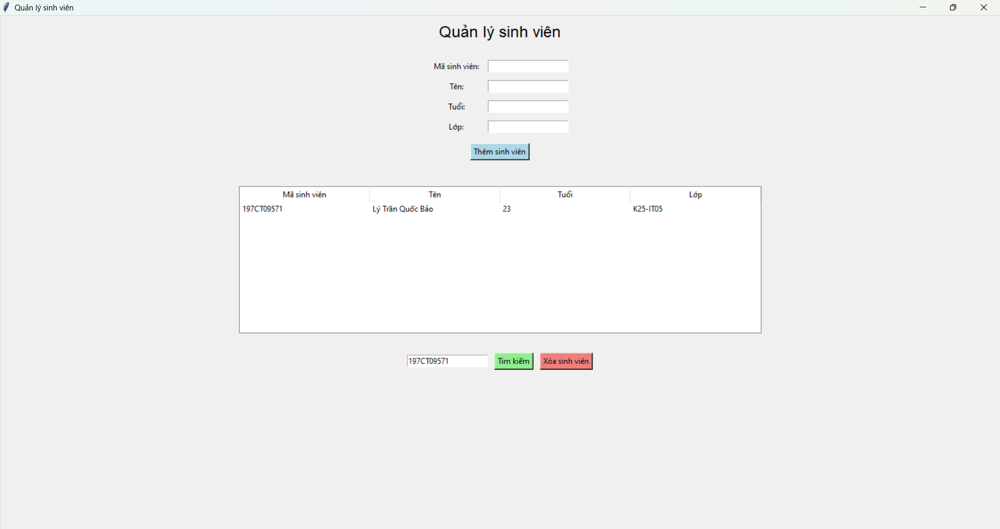 Quản lý sinh viên
Quản lý sinh viên
Mã sinh viên:
Tên:
Tuổi:
Lớp:
Thêm sinh viên
Mã sinh viên Tên Tuổi Lớp
197CT09571 Lý Trần Quốc Bảo 23 K25-IT05
197CT09571 Tìm kiếm Xóa sinh viên